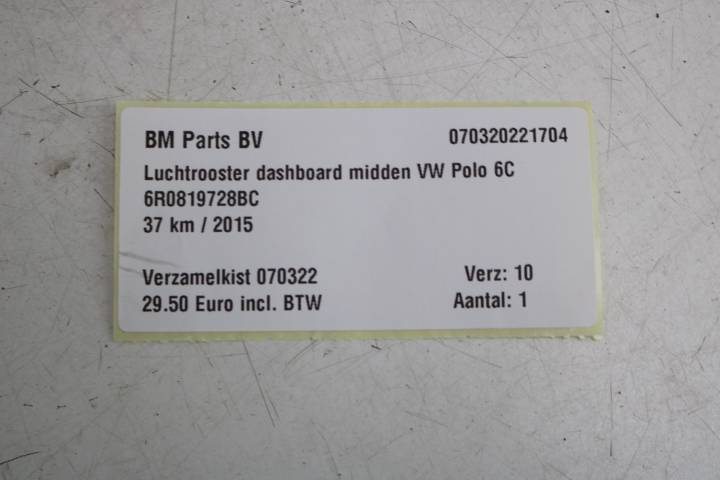 BM Parts BV 070320221704
Luchtrooster dashboard midden VW Polo 6C
6R0819728BC
37 km / 2015
Verzamelkist 070322 Verz: 10
29.50 Euro incl. BTW Aantal: 1